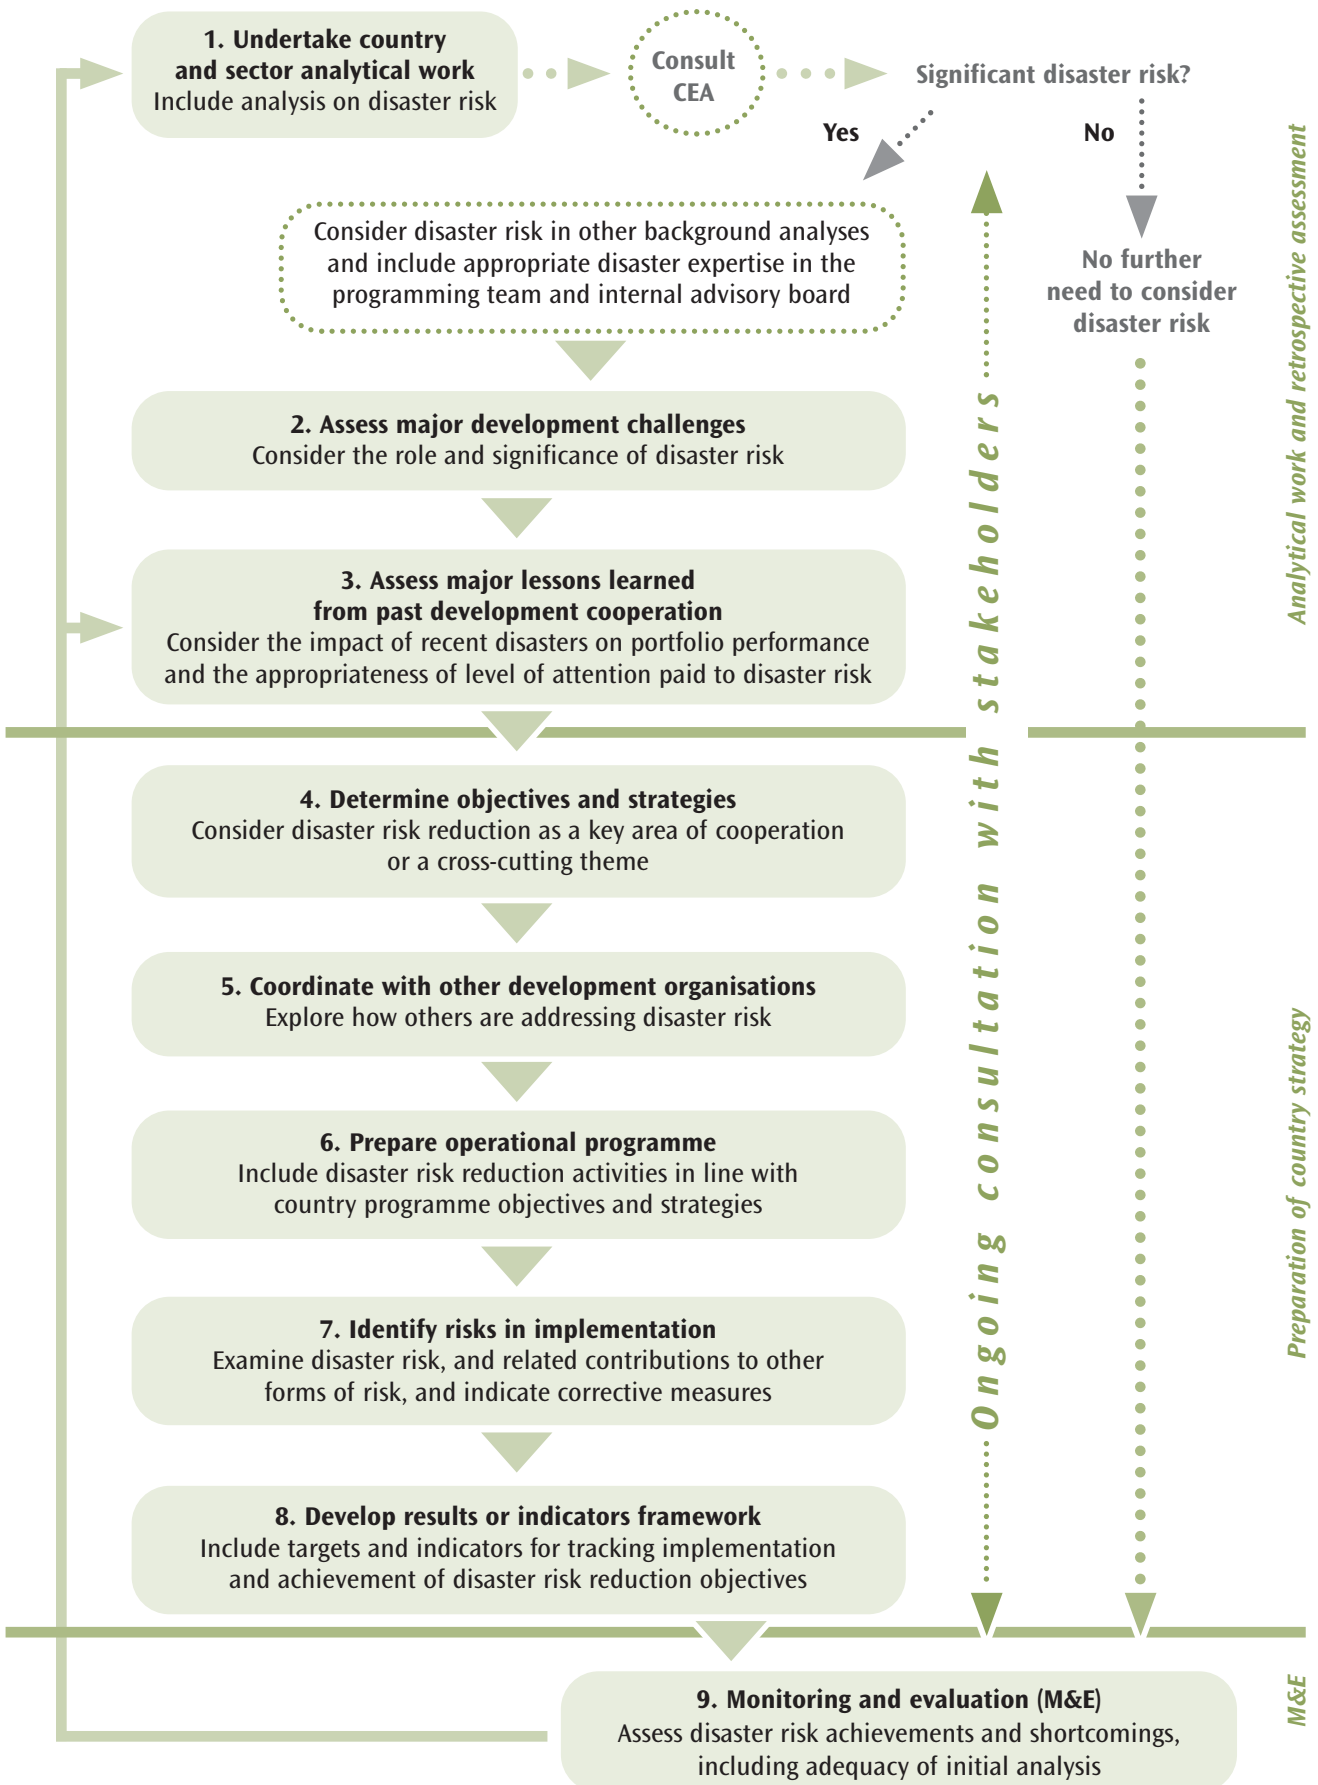 1. Undertake country
and sector analytical work
Include analysis on disaster risk
Consult
CEA
Significant disaster risk?
Yes
No
Consider disaster risk in other background analyses
and include appropriate disaster expertise in the
programming team and internal advisory board
No further
need to consider
disaster risk
2. Assess major development challenges
Consider the role and significance of disaster risk
3. Assess major lessons learned
from past development cooperation
Consider the impact of recent disasters on portfolio performance
and the appropriateness of level of attention paid to disaster risk
Analytical work and retrospective assessment
Ongoing consultation with stakeholders
4. Determine objectives and strategies
Consider disaster risk reduction as a key area of cooperation
or a cross-cutting theme
5. Coordinate with other development organisations
Explore how others are addressing disaster risk
6. Prepare operational programme
Include disaster risk reduction activities in line with
country programme objectives and strategies
7. Identify risks in implementation
Examine disaster risk, and related contributions to other
forms of risk, and indicate corrective measures
8. Develop results or indicators framework
Include targets and indicators for tracking implementation
and achievement of disaster risk reduction objectives
Preparation of country strategy
9. Monitoring and evaluation (M&E)
Assess disaster risk achievements and shortcomings,
including adequacy of initial analysis
M&E